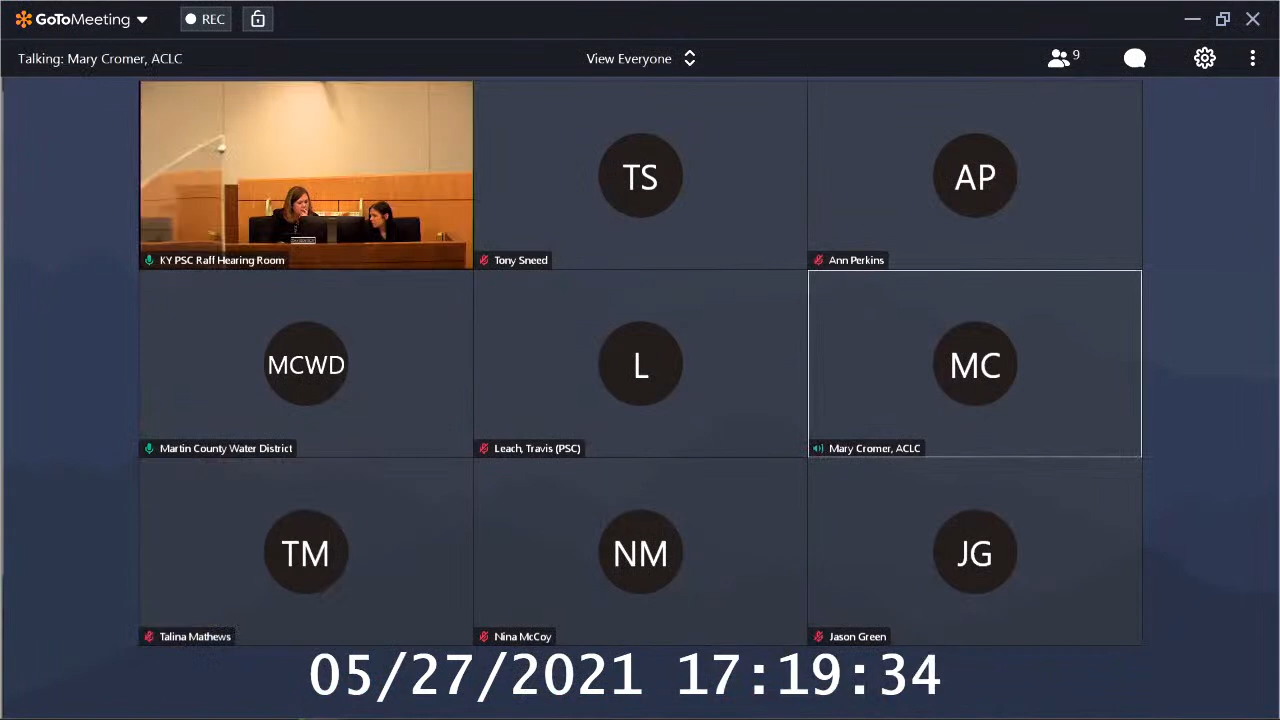 GoToMeeting
REC
Talking: Mary Cromer, ACLC
View Everyone
9
TS
AP
KY PSC Raff Hearing Room
Tony Sneed
Ann Perkins
MCWD
L
MC
Martin County Water District
Leach, Travis (PSC)
Mary Cromer, ACLC
TM
NM
JG
Talina Mathews
Nina McCoy
Jason Green
05/27/2021 17:19:34